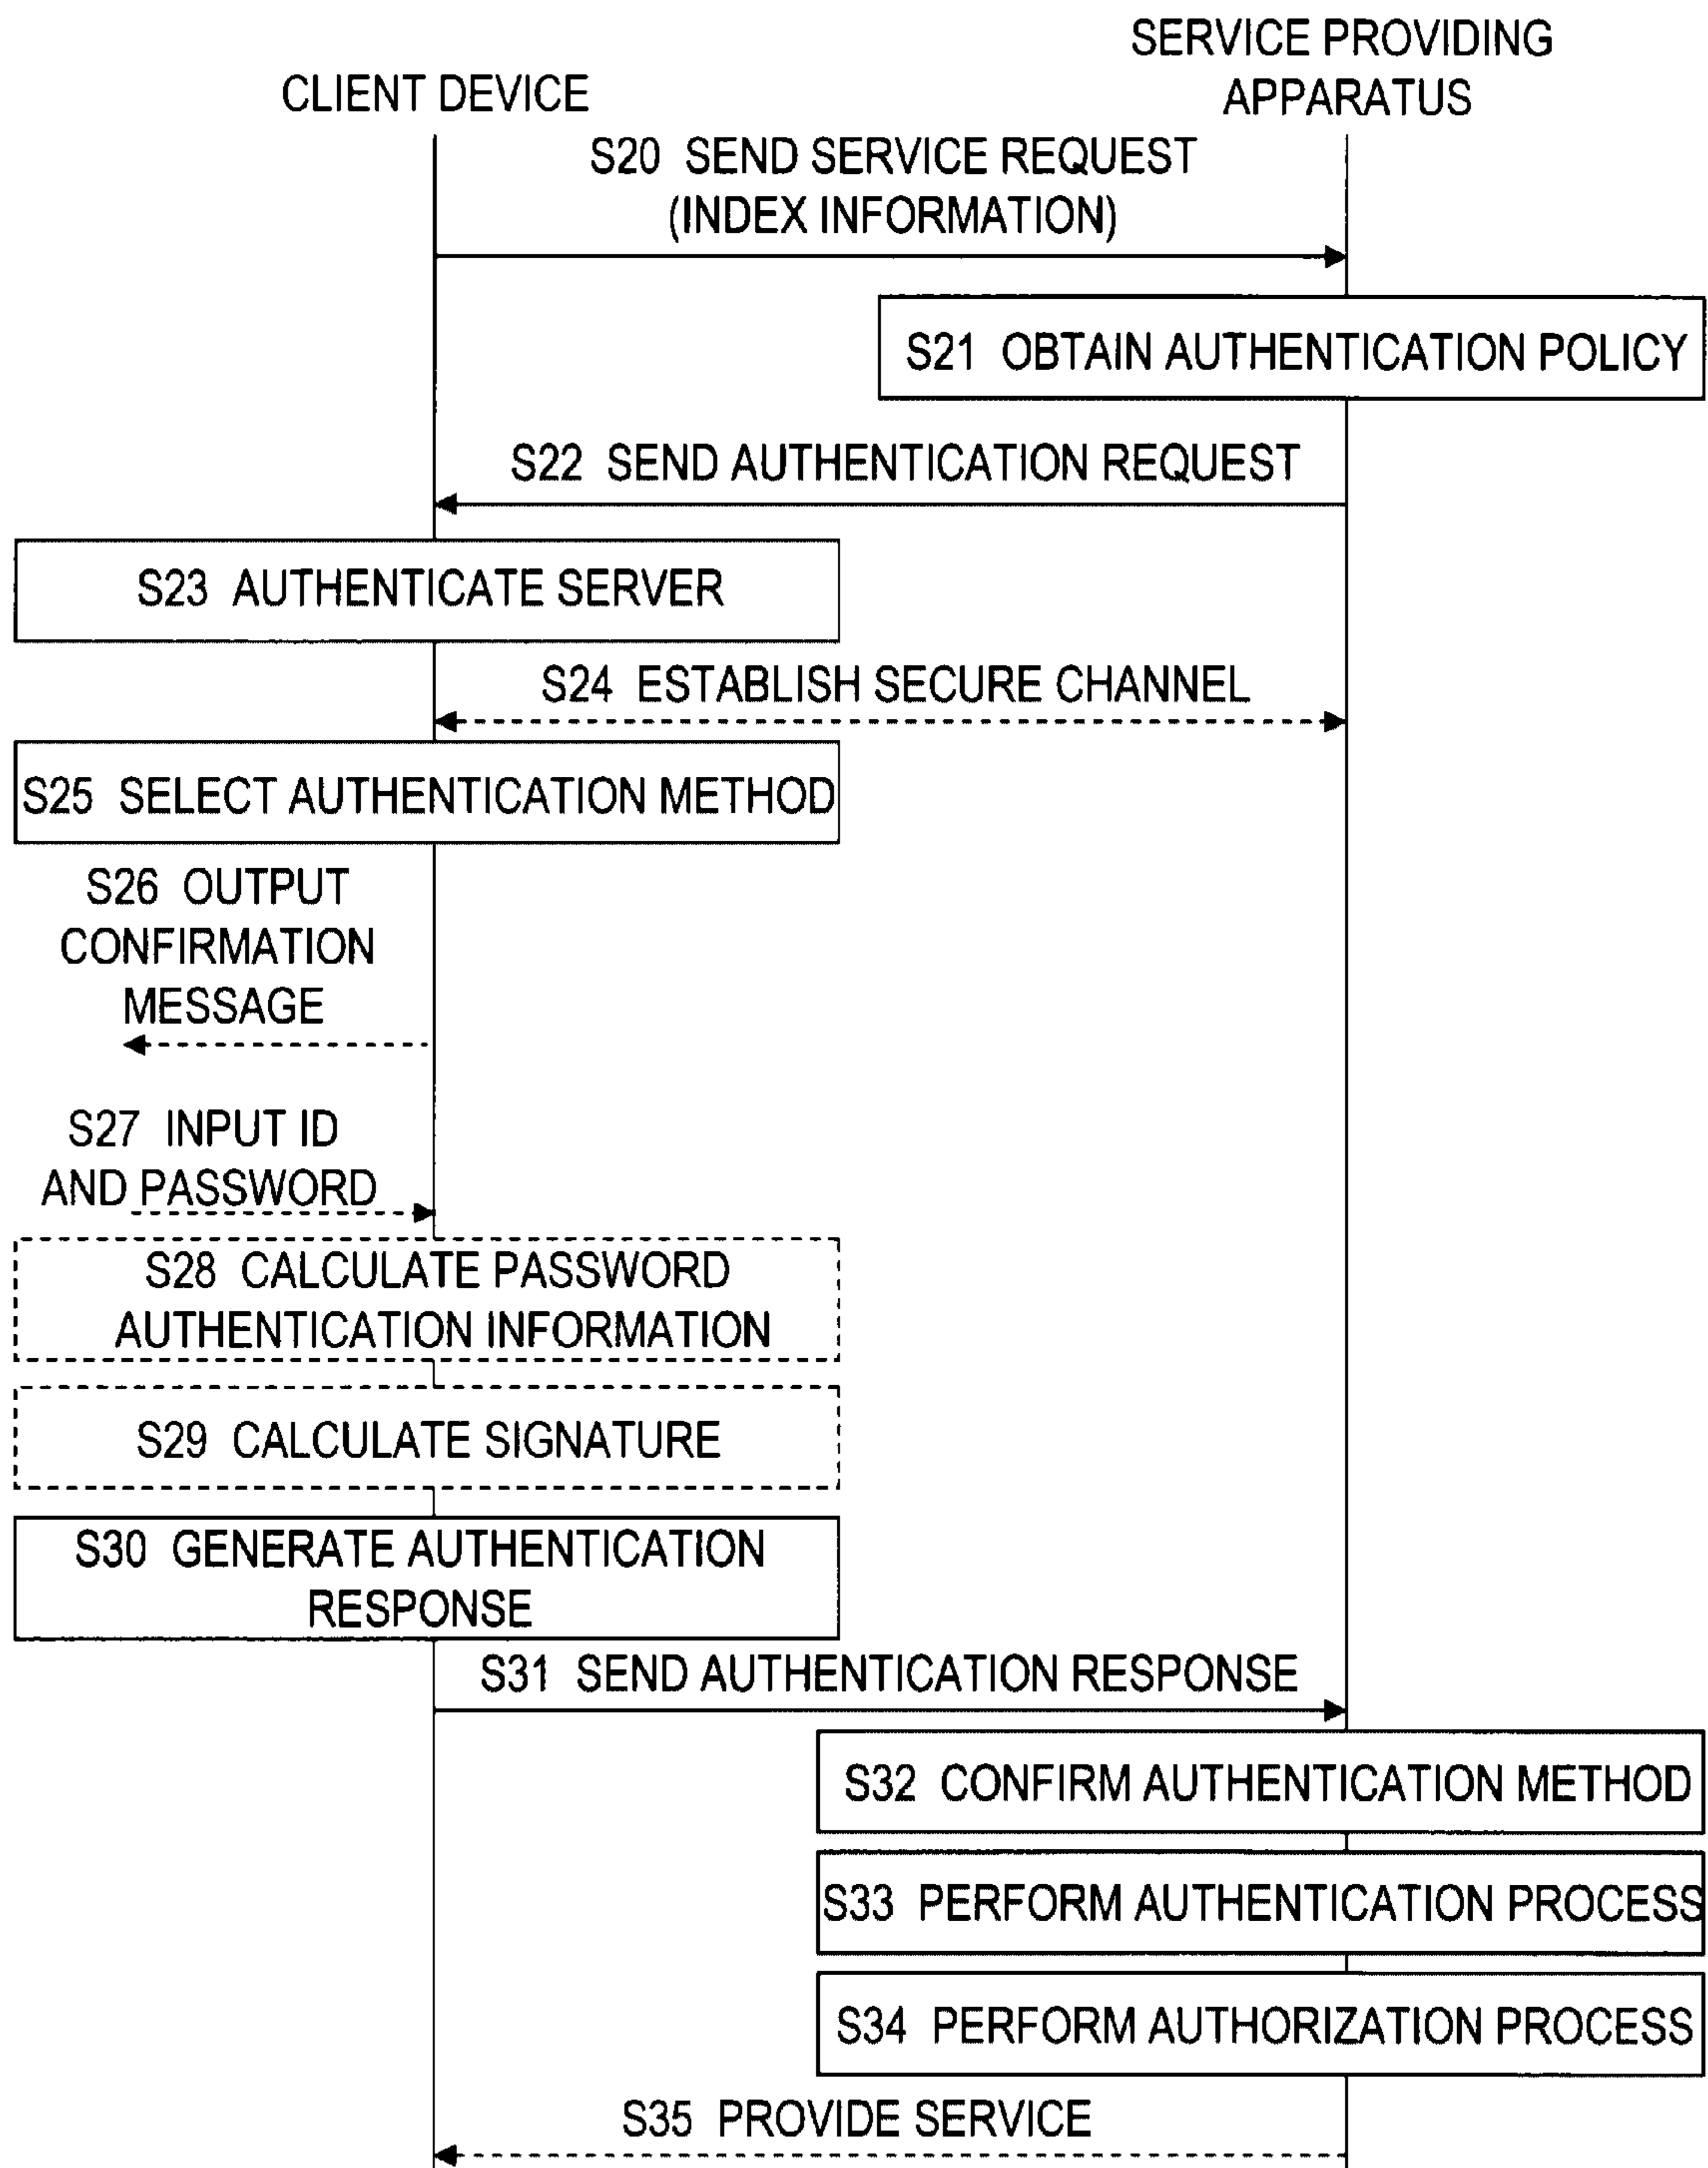 CLIENT DEVICE
SERVICE PROVIDING
APPARATUS
S20 SEND SERVICE REQUEST
(INDEX INFORMATION)
S21 OBTAIN AUTHENTICATION POLICY
S22 SEND AUTHENTICATION REQUEST
S23 AUTHENTICATE SERVER
S24 ESTABLISH SECURE CHANNEL
S25 SELECT AUTHENTICATION METHOD
S26 OUTPUT
CONFIRMATION
MESSAGE
S27 INPUT ID
AND PASSWORD
S28 CALCULATE PASSWORD
AUTHENTICATION INFORMATION
S29 CALCULATE SIGNATURE
S30 GENERATE AUTHENTICATION
RESPONSE
S31 SEND AUTHENTICATION RESPONSE
S32 CONFIRM AUTHENTICATION METHOD
S33 PERFORM AUTHENTICATION PROCESS
S34 PERFORM AUTHORIZATION PROCESS
S35 PROVIDE SERVICE